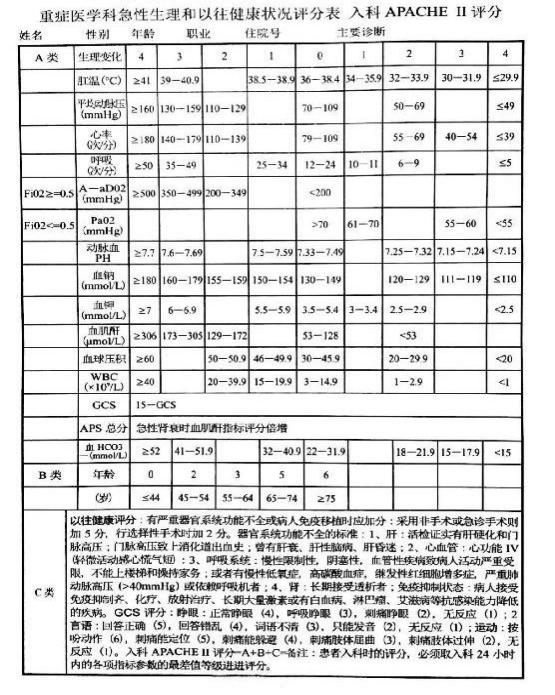 重症医学科急性生理和以往健康状况评分表 入科 APACHE II 评分
姓名 性别 年龄 职业 住院号 主要诊断
A 类 生理变化 4 3 2 1 0 1 2 3 4
肛温(°C) ≥41 39－40.9 38.5－38.9 36－38.4 34－35.9 32－33.9 30－31.9 ≤29.9
平均动脉压(mmHg) ≥160 130－159 110－129 70－109 50－69 ≤49
心率(次/分) ≥180 140－179 110－139 79－109 55－69 40－54 ≤39
呼吸(次/分) ≥50 35－49 25－34 12－24 10－11 6－9 ≤5
Fi02≥=0.5 A－aD02(mmHg) ≥500 350－499 200－349 <200
Fi02<=0.5 Pa02(mmHg) >70 61－70 55－60 <55
动脉血PH ≥7.7 7.6－7.69 7.5－7.59 7.33－7.49 7.25－7.32 7.15－7.24 <7.15
血钠(mmol/L) ≥180 160－179 155－159 150－154 130－149 120－129 111－119 ≤110
血钾(mmol/L) ≥7 6－6.9 5.5－5.9 3.5－5.4 3－3.4 2.5－2.9 <2.5
血肌酐(μmol/L) ≥306 173－305 129－172 53－128 <53
血球压积 ≥60 50－50.9 46－49.9 30－45.9 20－29.9 <20
WBC(×10⁹/L) ≥40 20－39.9 15－19.9 3－14.9 1－2.9 <1
GCS 15－GCS
APS 总分 急性肾衰时血肌酐指标评分倍增
血 HCO3—(mmol/L) ≥52 41－51.9 32－40.9 22－31.9 18－21.9 15－17.9 <15
B 类 年龄 0 2 3 5 6
(岁) ≤44 45－54 55－64 65－74 ≥75
C 类
以往健康评分：有严重器官系统功能不全或病人免疫移植时应加分：采用非手术或急诊手术则
加 5 分，行选择性手术时加 2 分。器官系统功能不全的标准：1、肝：活检证实有肝硬化和门
脉高压；门脉高压致上消化道出血史；曾有肝衰、肝性脑病、肝昏迷；2、心血管：心功能 IV
(轻微活动感心慌气短)；3、呼吸系统：慢性限制性，阴塞性，血管性疾病致病人活动严重受
限，不能上楼梯和操持家务；或者有慢性低氧症，高碳酸血症，继发性红细胞增多症，严重肺
动脉高压(>40mmHg)或依赖呼吸机者；4、肾：长期接受透析者；免疫抑制状态：病人接受
免疫抑制济、化疗、放射治疗、长期大量激素或有白血病、淋巴瘤、艾滋病等抗感染能力降低
的疾病。GCS 评分：睁眼：正常睁眼（4），呼唤睁眼（3），刺痛睁眼（2），无反应（1）；2
言语：回答正确（5），回答错乱（4），词语不清（3），只能发音（2），无反应（1）；运动：按
吩动作（6），刺痛能定位（5），刺痛能躲避（4），刺痛肢体屈曲（3），刺痛肢体过伸（2），无
反应（1）。入科 APACHE II 评分=A+B+C=备注：患者入科时的评分，必须取入科 24 小时
内的各项指标参数的最差值等级进进评分。